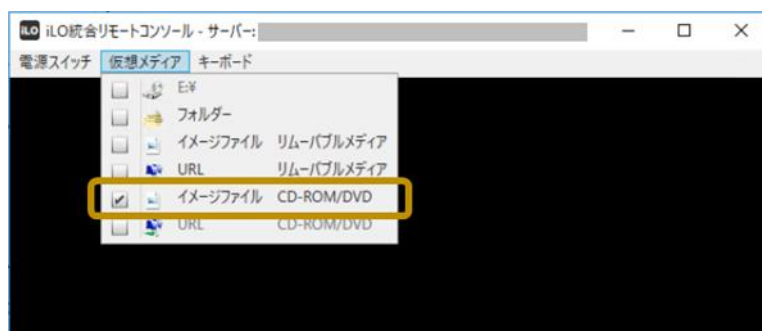 iLO iLO統合リモートコンソール - サーバー:
電源スイッチ 仮想メディア キーボード
E:¥
フォルダー
イメージファイル リムーバブルメディア
URL リムーバブルメディア
イメージファイル CD-ROM/DVD
URL CD-ROM/DVD